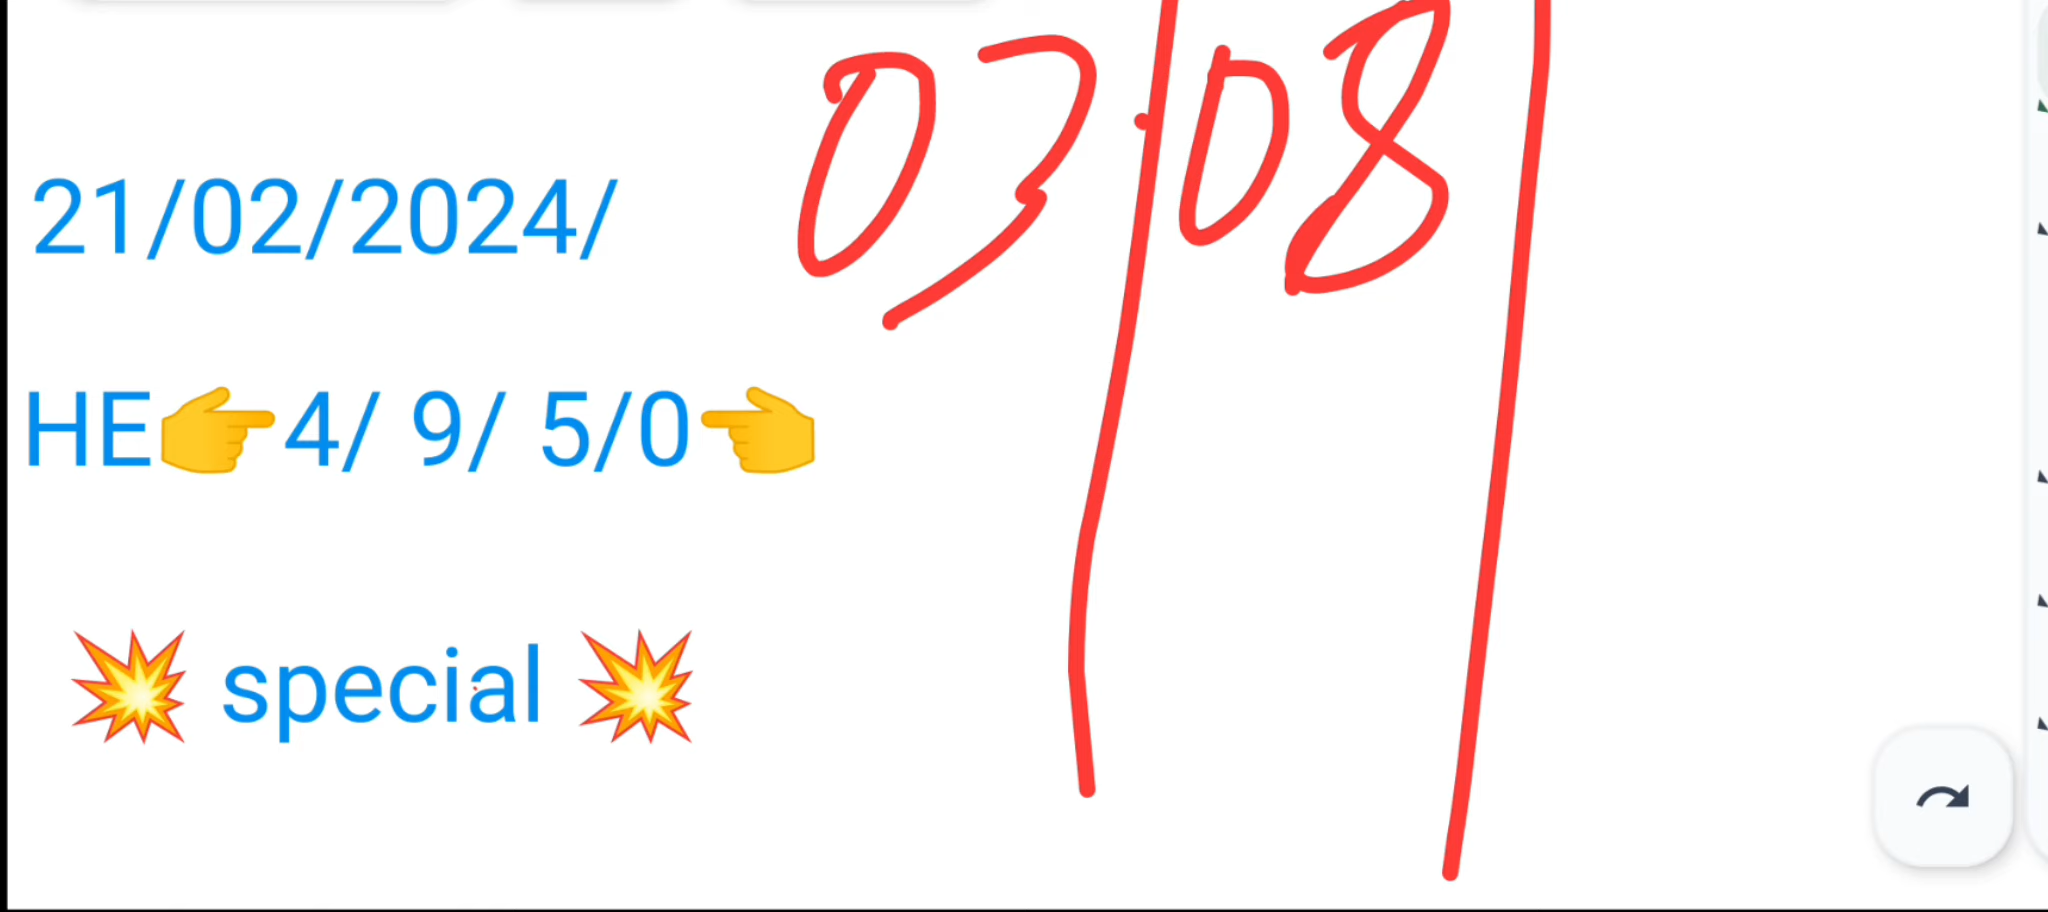 03/08/
21/02/2024/
HE👉4/ 9/ 5/0👈
💥 special 💥